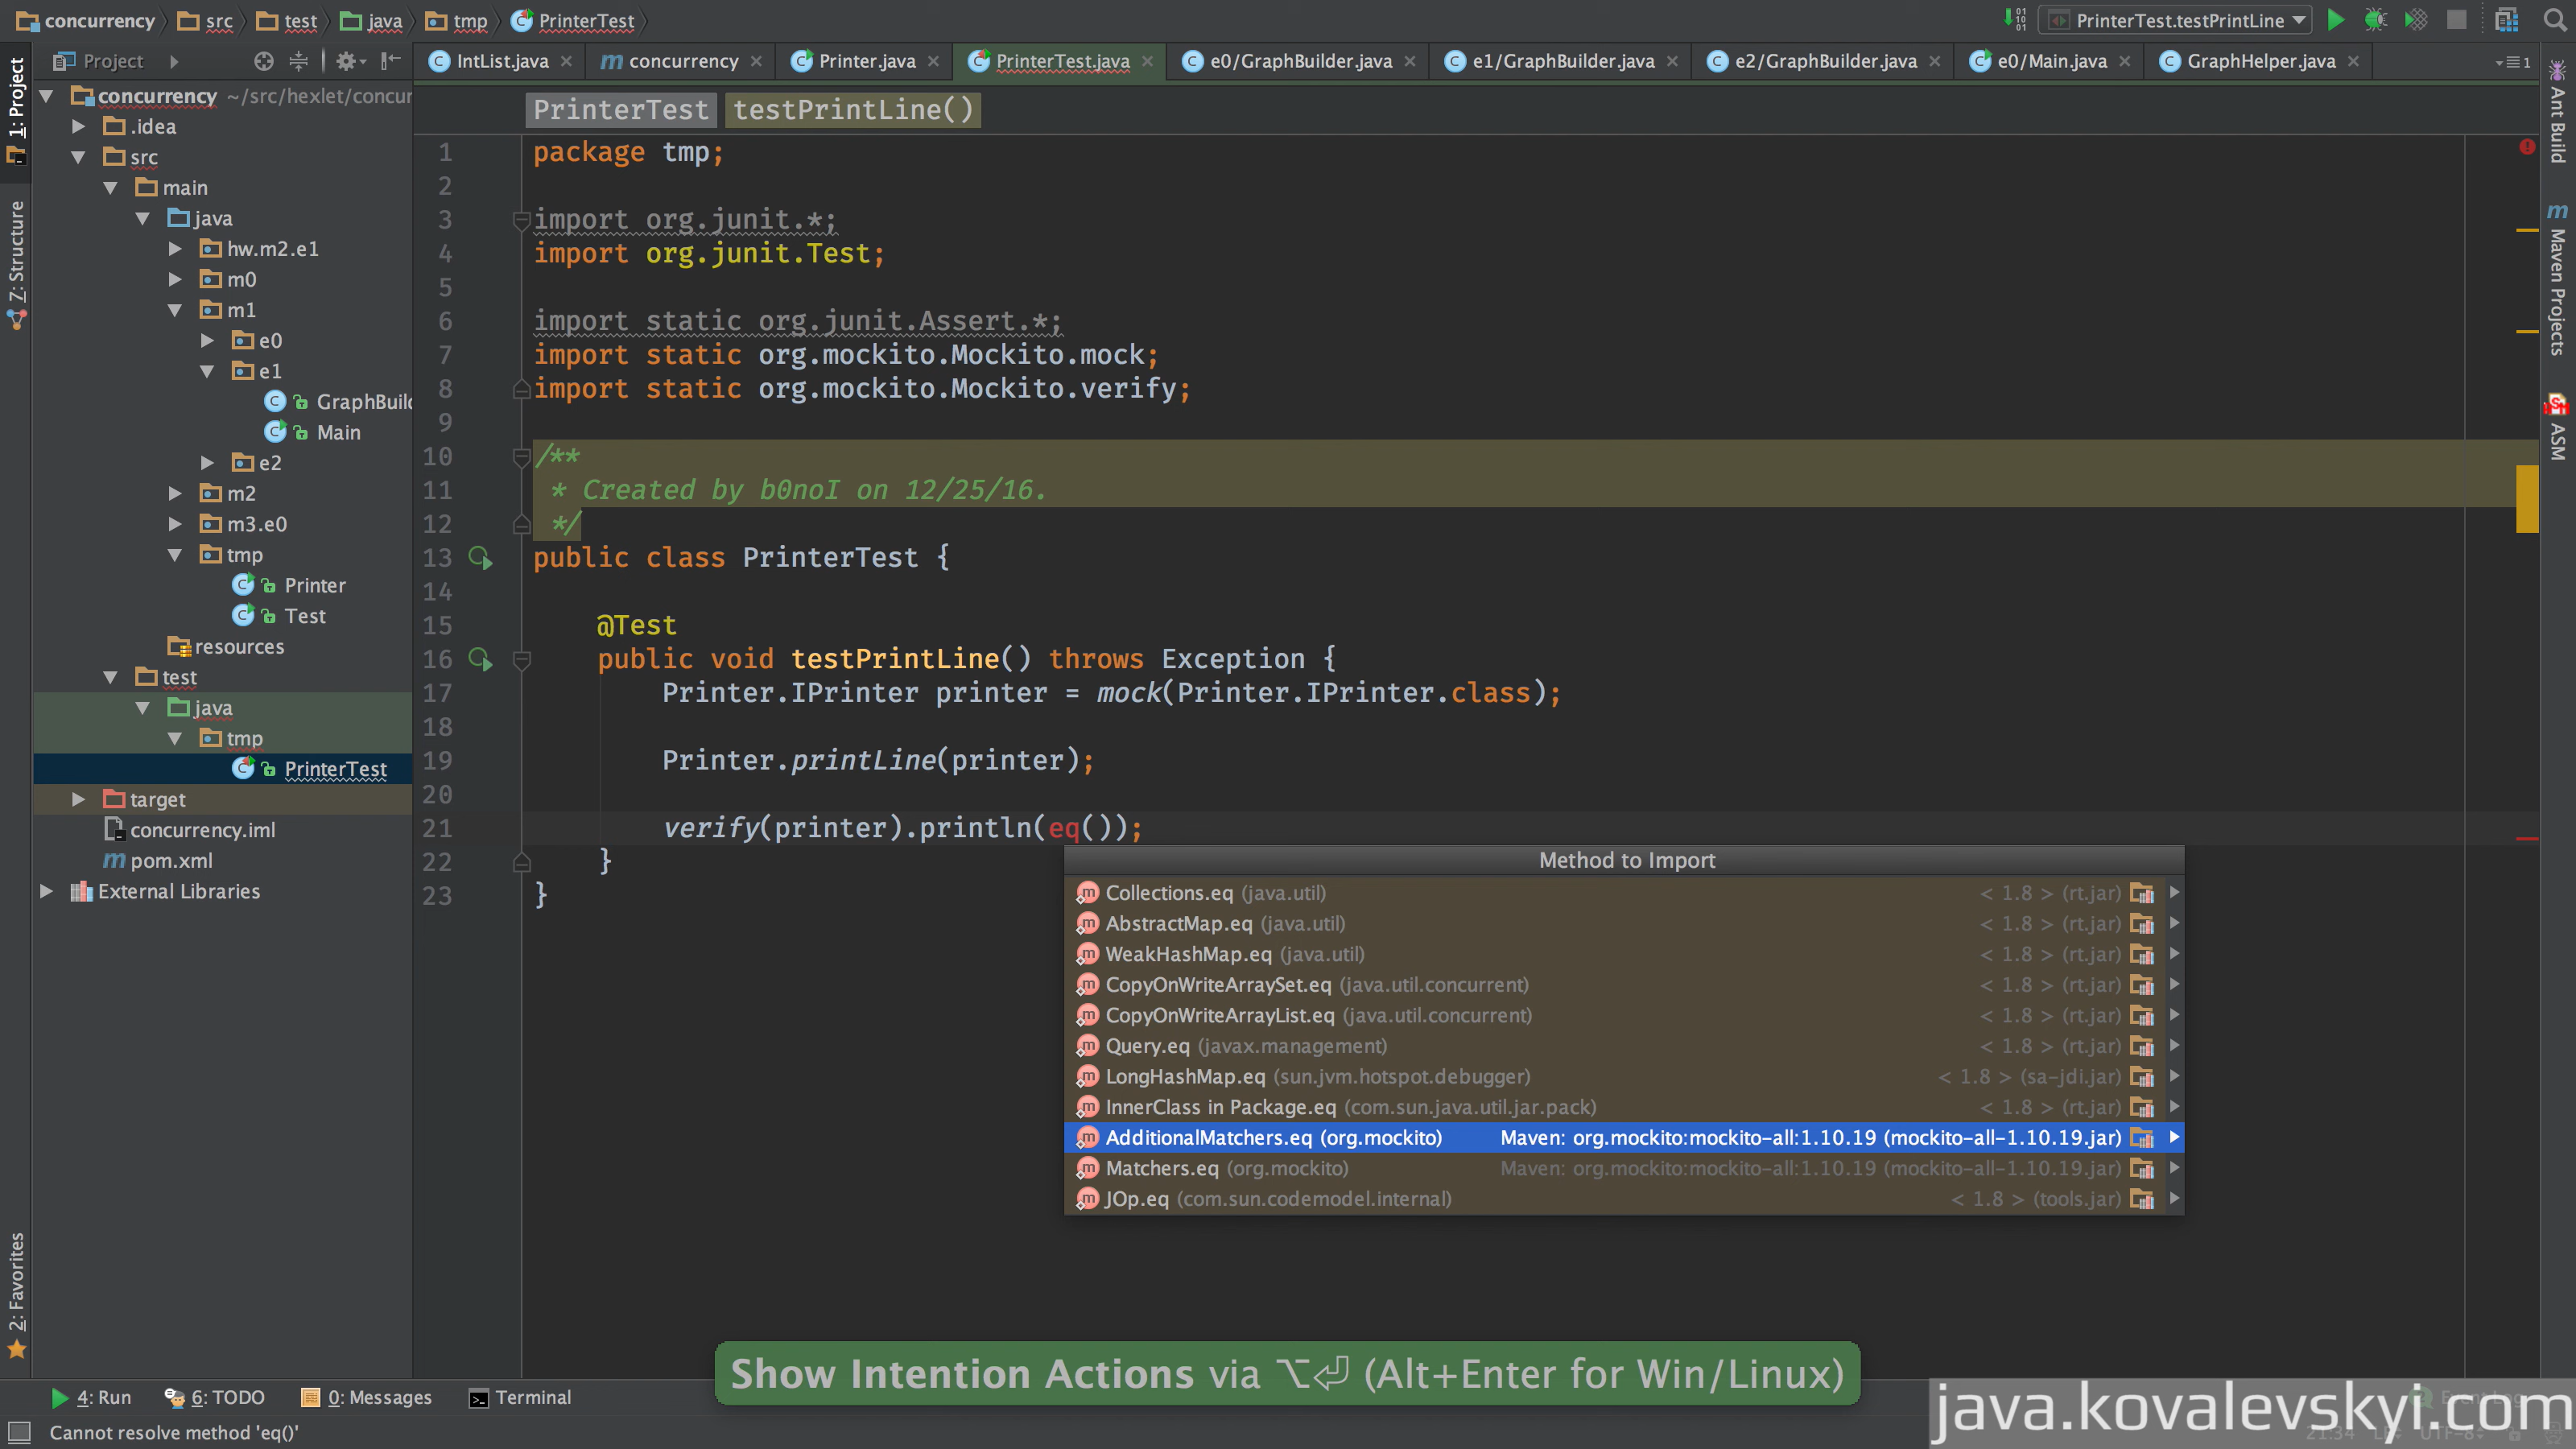 concurrency src test java tmp PrinterTest
PrinterTest.testPrintLine
Project
IntList.java concurrency Printer.java PrinterTest.java e0/GraphBuilder.java e1/GraphBuilder.java e2/GraphBuilder.java e0/Main.java GraphHelper.java 1
1: Project
Z: Structure
2: Favorites
concurrency ~/src/hexlet/concur
.idea
src
main
java
hw.m2.e1
m0
m1
e0
e1
GraphBuild
Main
e2
m2
m3.e0
tmp
Printer
Test
resources
test
java
tmp
PrinterTest
target
concurrency.iml
pom.xml
External Libraries
PrinterTest testPrintLine()
1 package tmp;
2
3 import org.junit.*;
4 import org.junit.Test;
5
6 import static org.junit.Assert.*;
7 import static org.mockito.Mockito.mock;
8 import static org.mockito.Mockito.verify;
9
10 /**
11 * Created by b0noI on 12/25/16.
12 */
13 public class PrinterTest {
14
15 @Test
16 public void testPrintLine() throws Exception {
17 Printer.IPrinter printer = mock(Printer.IPrinter.class);
18
19 Printer.printLine(printer);
20
21 verify(printer).println(eq());
22 }
23 }
Method to Import
Collections.eq (java.util) < 1.8 > (rt.jar)
AbstractMap.eq (java.util) < 1.8 > (rt.jar)
WeakHashMap.eq (java.util) < 1.8 > (rt.jar)
CopyOnWriteArraySet.eq (java.util.concurrent) < 1.8 > (rt.jar)
CopyOnWriteArrayList.eq (java.util.concurrent) < 1.8 > (rt.jar)
Query.eq (javax.management) < 1.8 > (rt.jar)
LongHashMap.eq (sun.jvm.hotspot.debugger) < 1.8 > (sa-jdi.jar)
InnerClass in Package.eq (com.sun.java.util.jar.pack) < 1.8 > (rt.jar)
AdditionalMatchers.eq (org.mockito) Maven: org.mockito:mockito-all:1.10.19 (mockito-all-1.10.19.jar)
Matchers.eq (org.mockito) Maven: org.mockito:mockito-all:1.10.19 (mockito-all-1.10.19.jar)
JOp.eq (com.sun.codemodel.internal) < 1.8 > (tools.jar)
Ant Build
Maven Projects
ASM
Show Intention Actions via ⌥⏎ (Alt+Enter for Win/Linux)
4: Run 6: TODO 0: Messages Terminal Event Log
java.kovalevskyi.com
Cannot resolve method 'eq()' 21:34 UTF-8